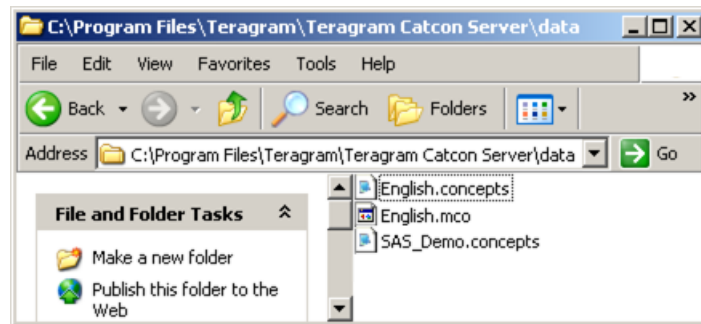 C:\Program Files\Teragram\Teragram Catcon Server\data
File Edit View Favorites Tools Help
Back Search Folders »
Address C:\Program Files\Teragram\Teragram Catcon Server\data Go
File and Folder Tasks
Make a new folder
Publish this folder to the
Web
English.concepts
English.mco
SAS_Demo.concepts